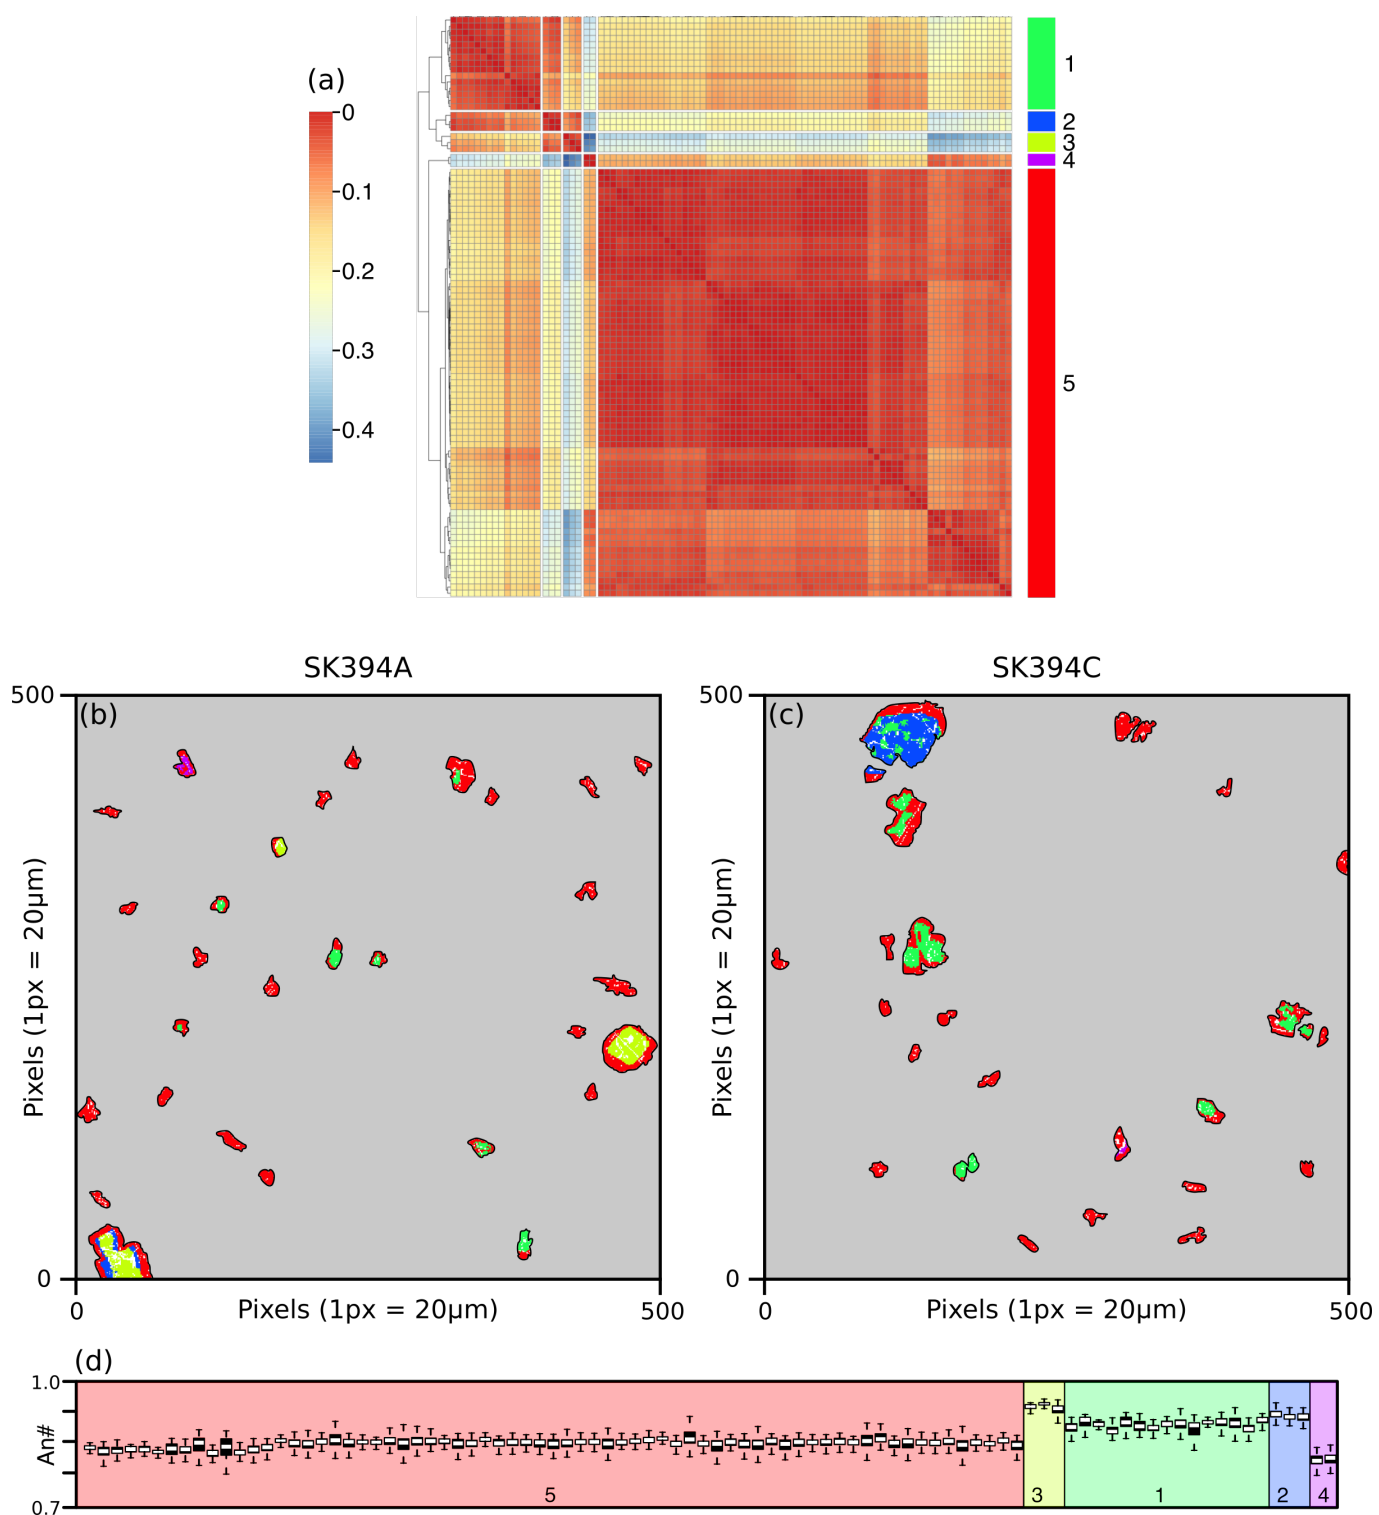 (a)
0
0.1
0.2
0.3
0.4
1
2
3
4
5
SK394A
SK394C
500
(b)
(c)
Pixels (1px = 20μm)
Pixels (1px = 20μm)
0
0
0
Pixels (1px = 20μm)
500
0
Pixels (1px = 20μm)
500
(d)
1.0
An#
0.7
5
3
1
2
4